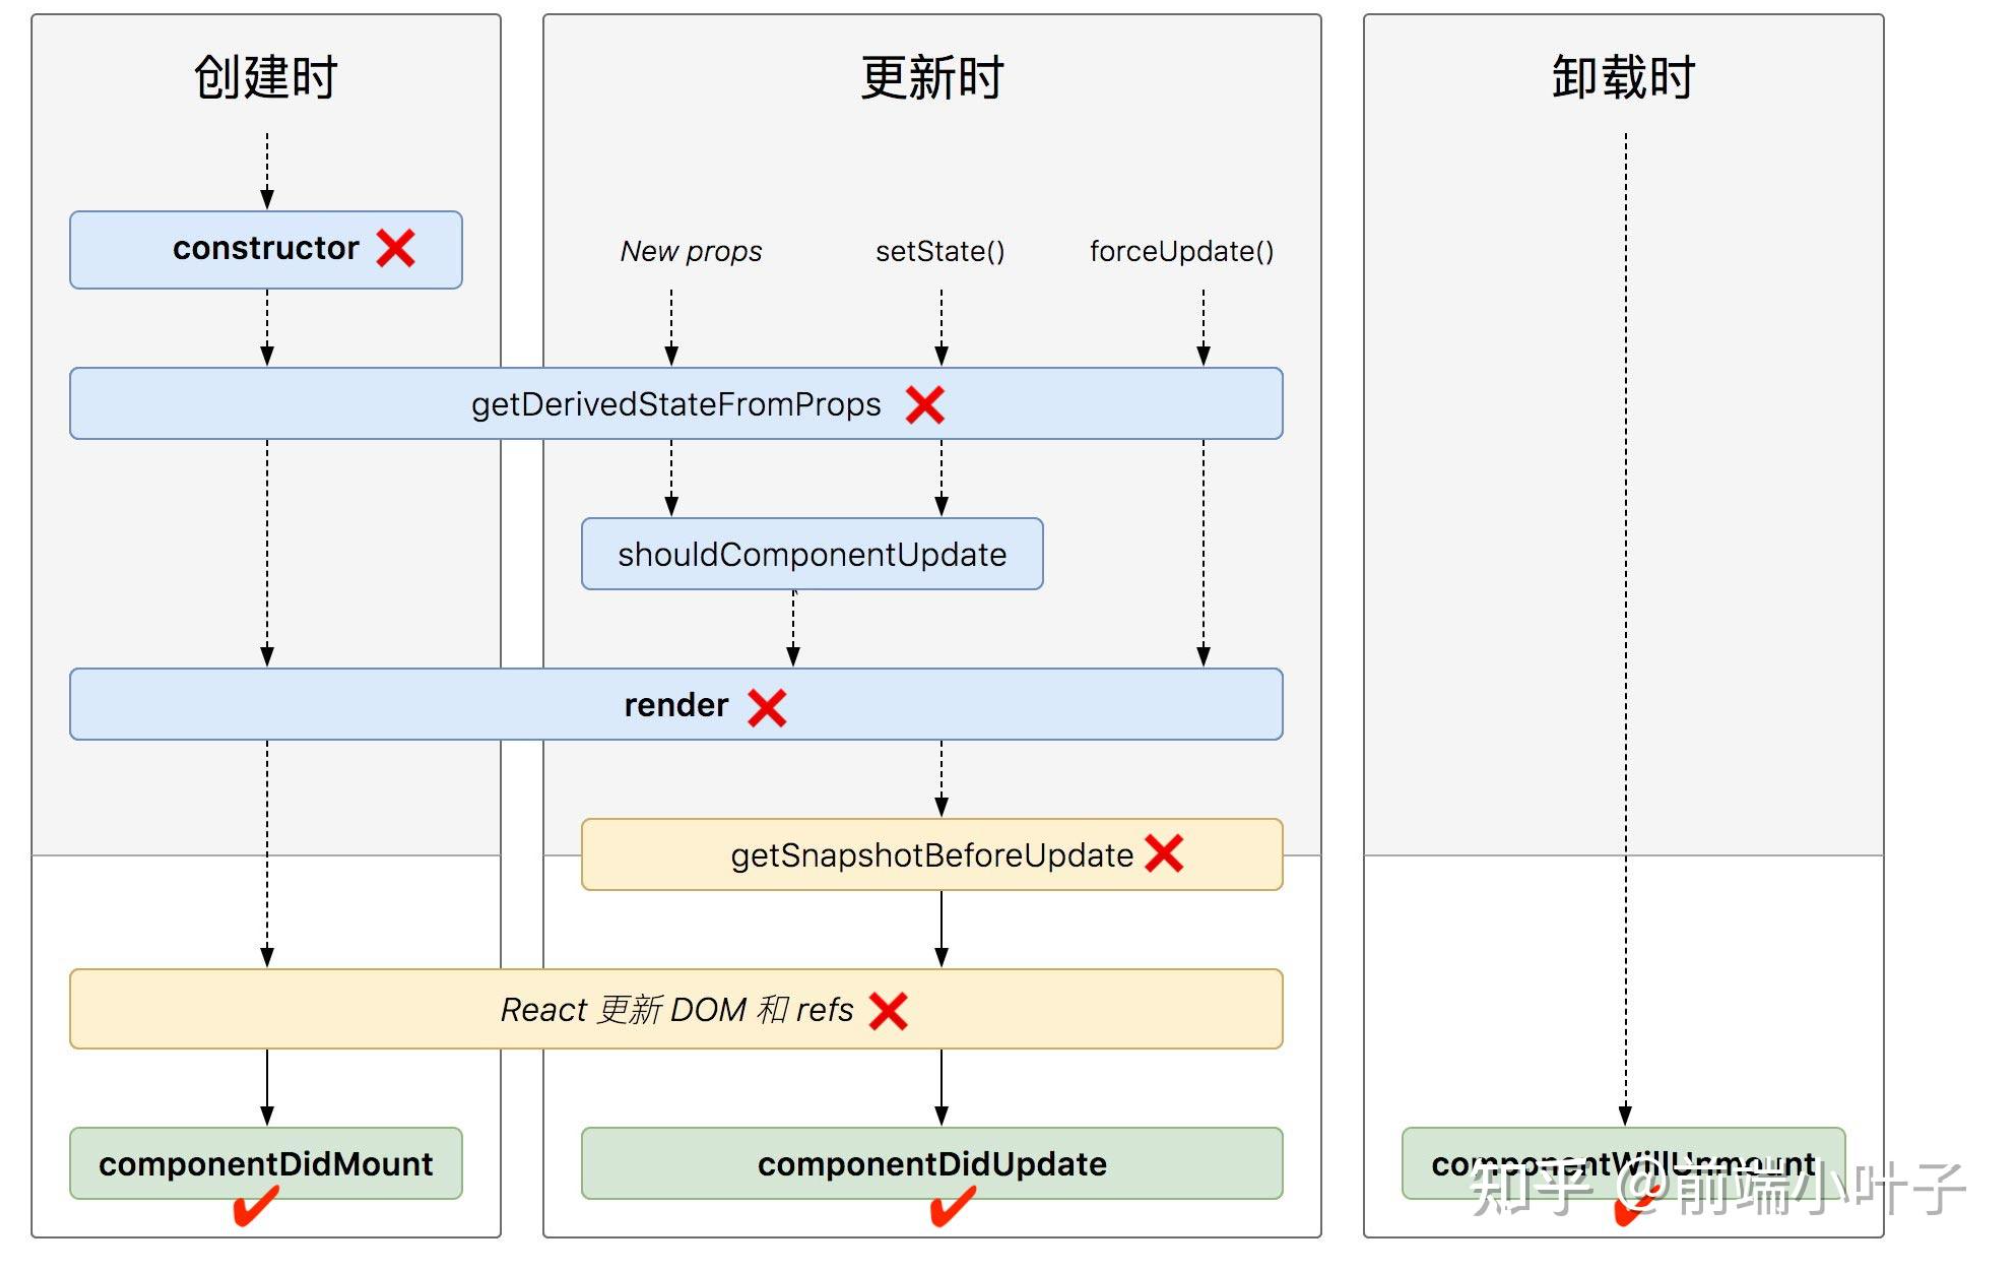 创建时
更新时
卸载时
constructor
New props
setState()
forceUpdate()
getDerivedStateFromProps
shouldComponentUpdate
render
getSnapshotBeforeUpdate
React 更新 DOM 和 refs
componentDidMount
componentDidUpdate
componentWillUnmount
知乎 @前端小叶子